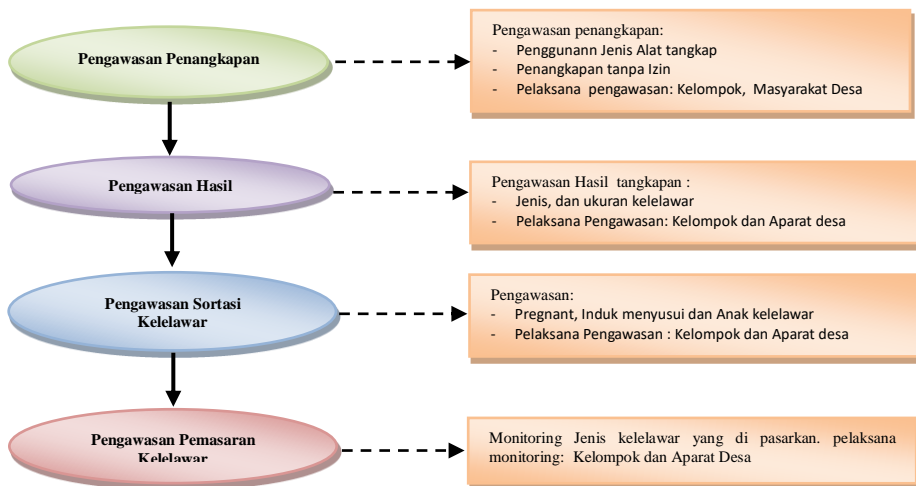 Pengawasan Penangkapan
Pengawasan penangkapan:
- Penggunann Jenis Alat tangkap
- Penangkapan tanpa Izin
- Pelaksana pengawasan: Kelompok, Masyarakat Desa
Pengawasan Hasil
Pengawasan Hasil tangkapan :
- Jenis, dan ukuran kelelawar
- Pelaksana Pengawasan: Kelompok dan Aparat desa
Pengawasan Sortasi
Kelelawar
Pengawasan:
- Pregnant, Induk menyusui dan Anak kelelawar
- Pelaksana Pengawasan : Kelompok dan Aparat desa
Pengawasan Pemasaran
Kelelawar
Monitoring Jenis kelelawar yang di pasarkan. pelaksana
monitoring: Kelompok dan Aparat Desa